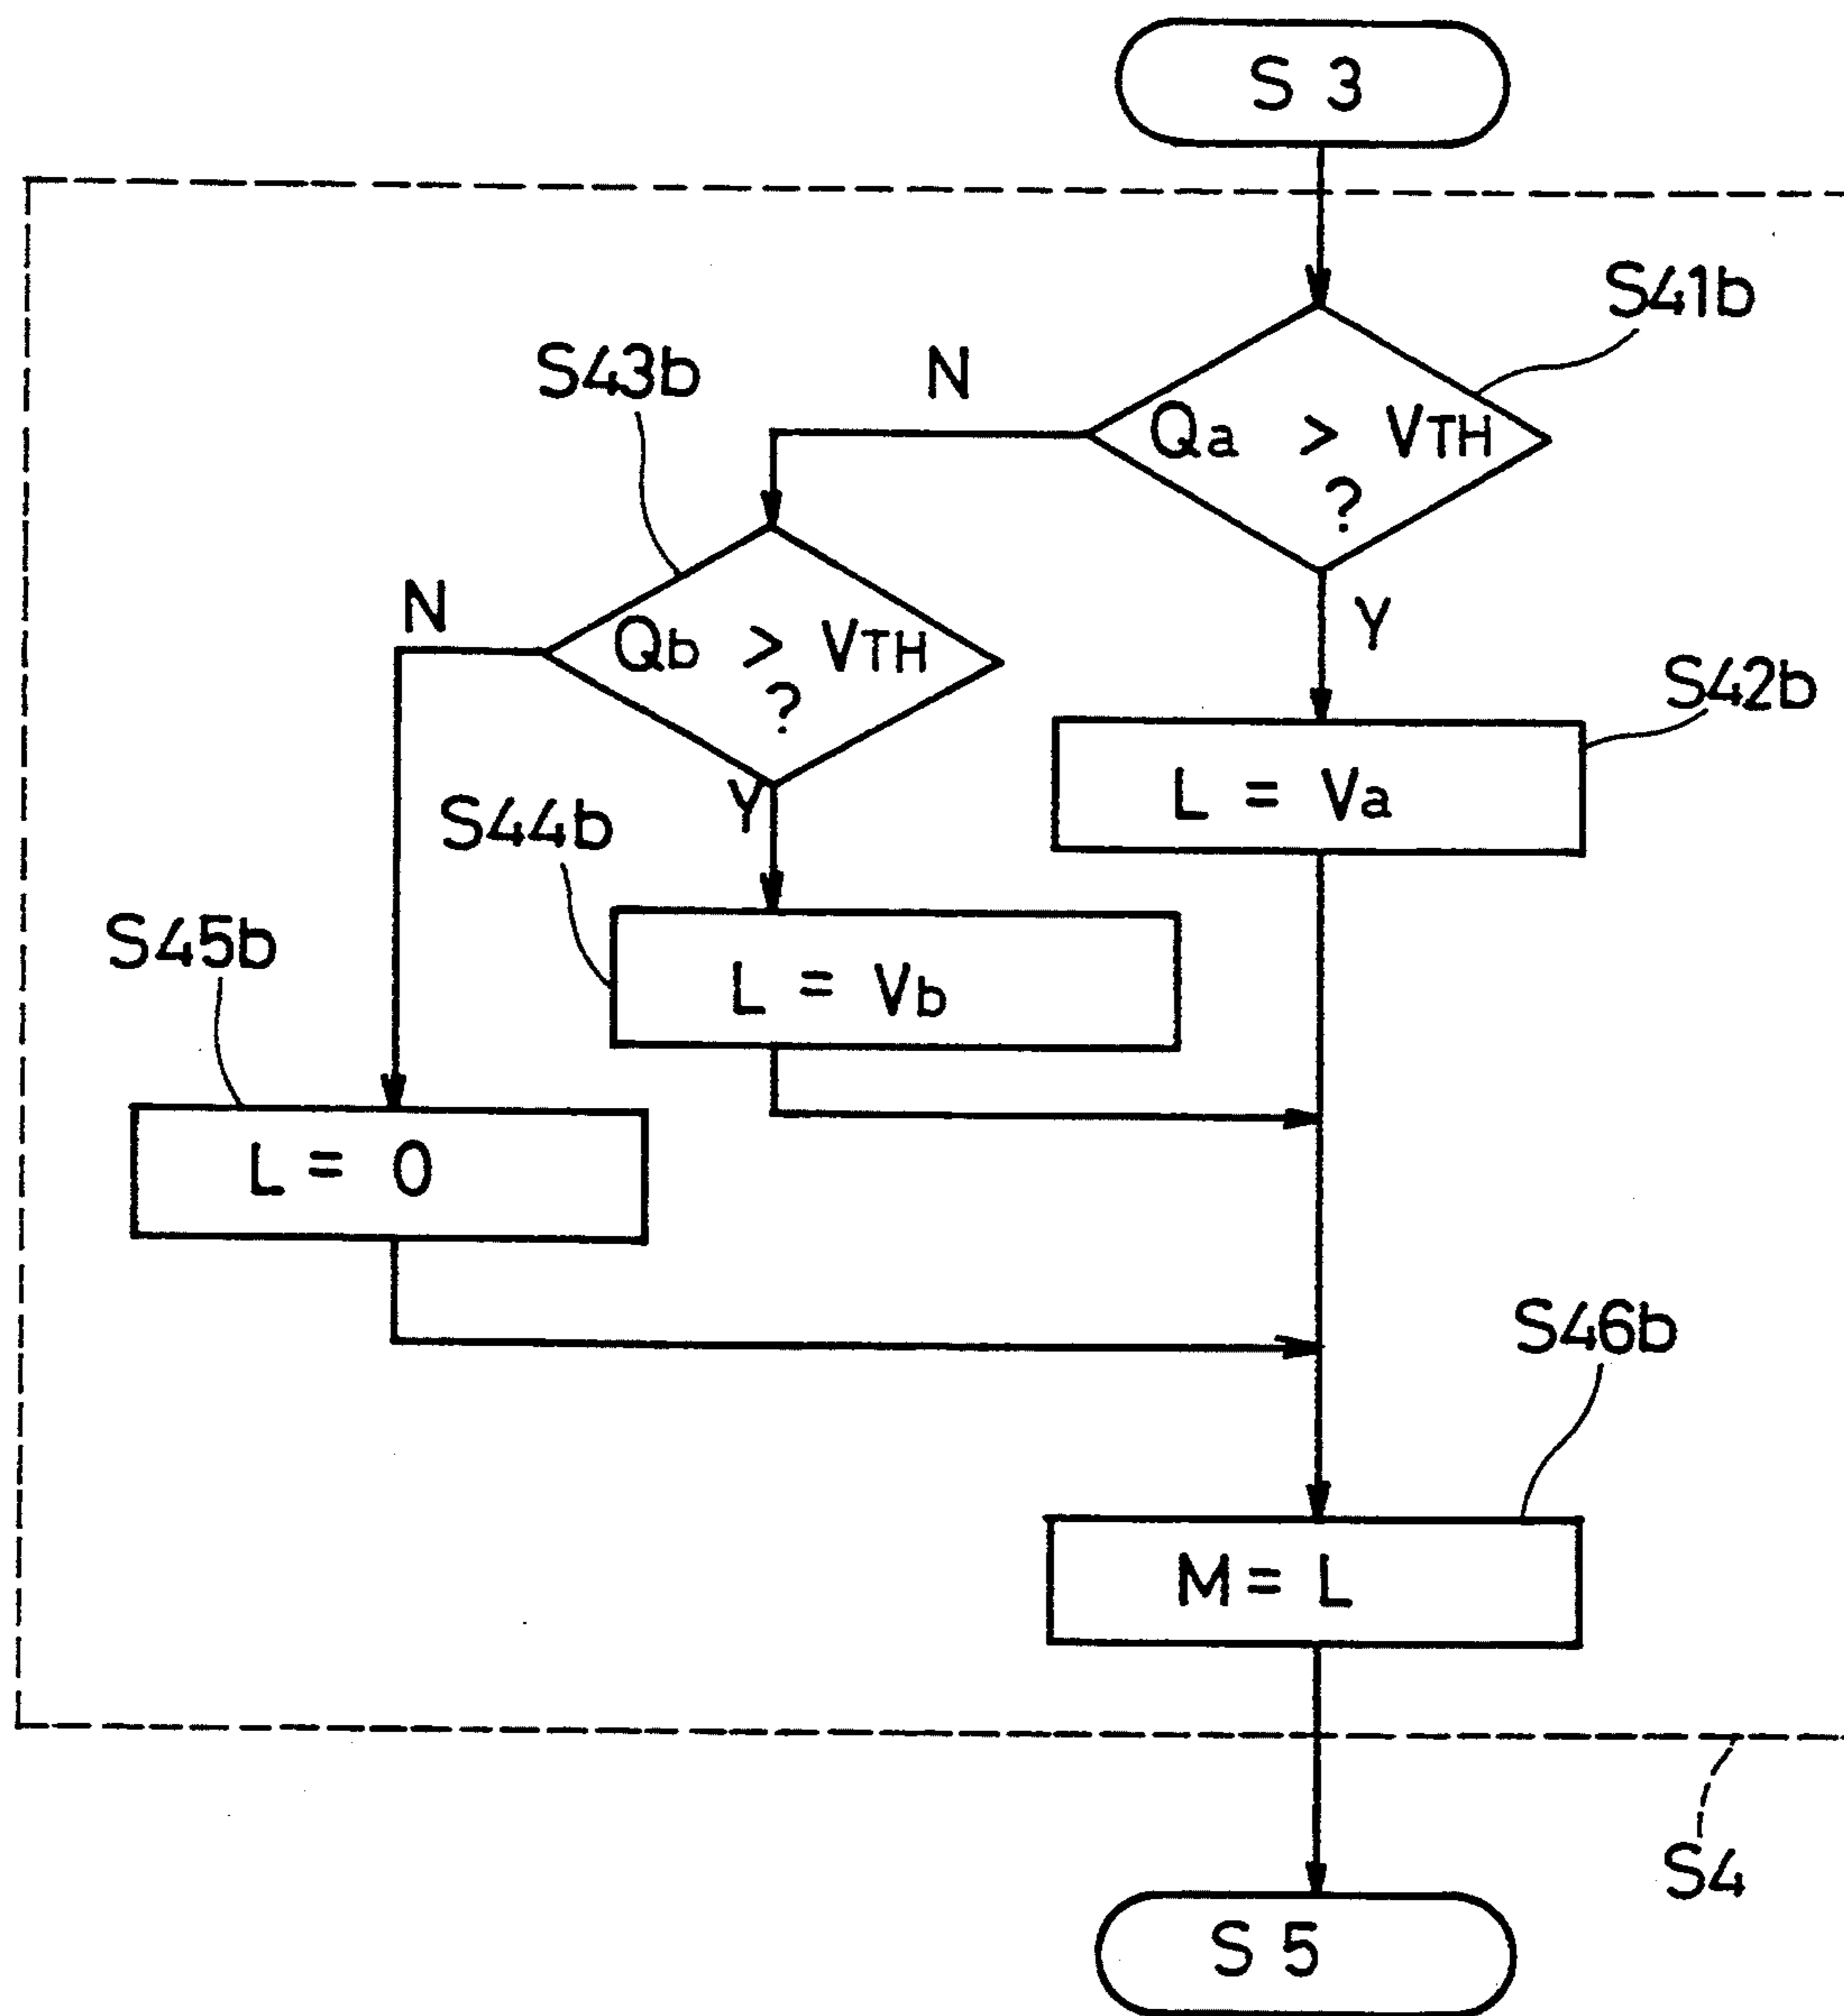 S 3
S41b
S43b
N
Qa > VTH
?
N
Y
Qb > VTH
?
S42b
Y
L = Va
S44b
S45b
L = Vb
L = 0
S46b
M = L
S4
S 5